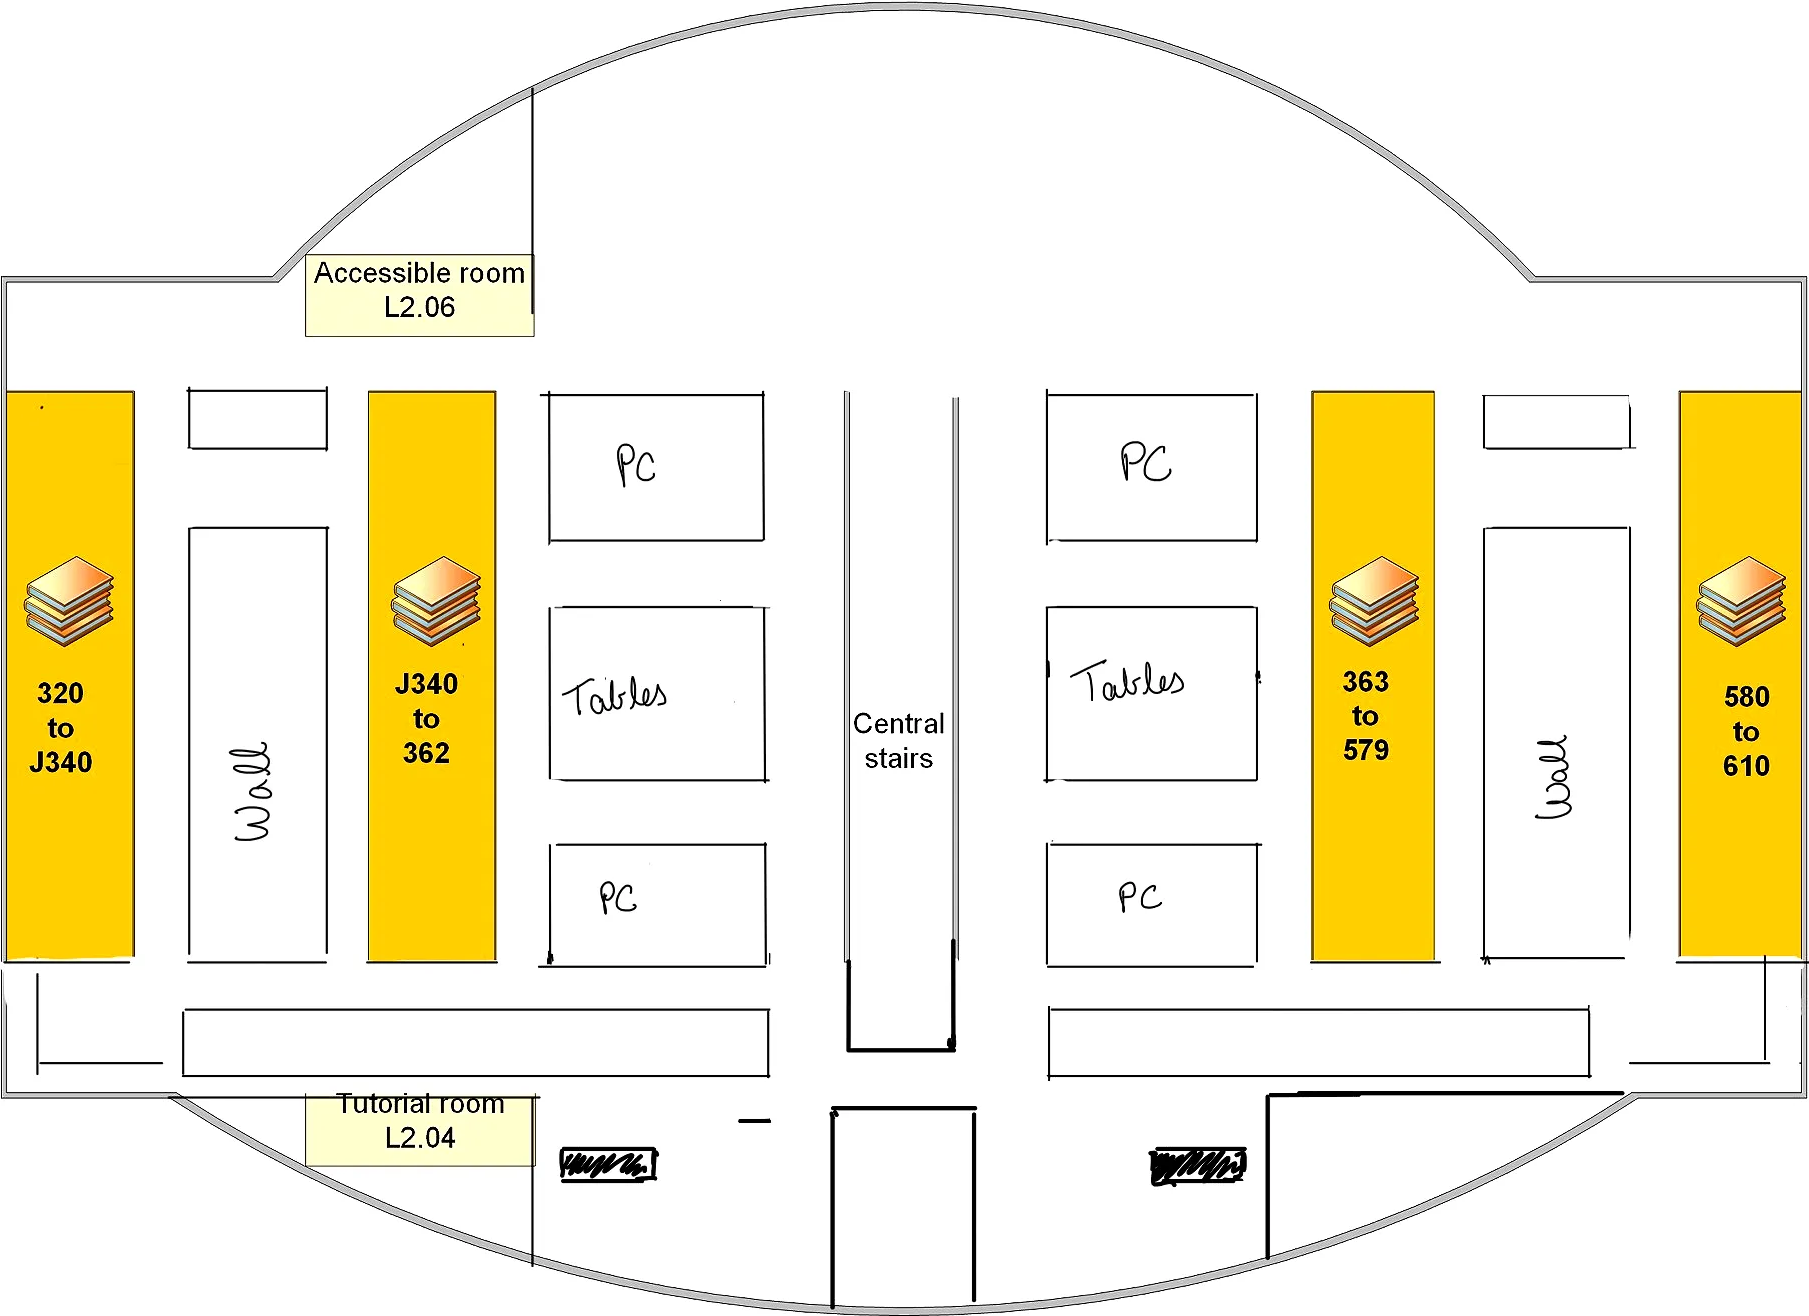 Accessible room
L2.06
PC
PC
320
to
J340
Wall
J340
to
362
Tables
Central
stairs
Tables
363
to
579
Wall
580
to
610
PC
PC
Tutorial room
L2.04